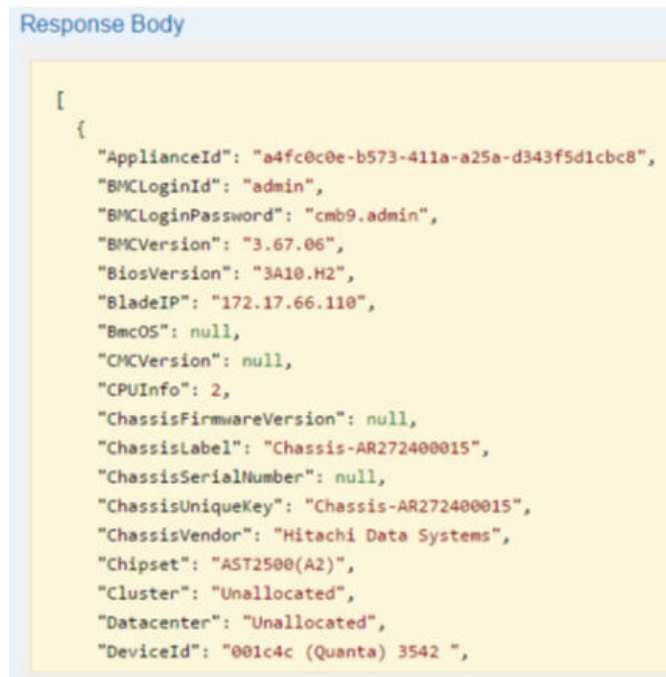 Response Body
[
{
"ApplianceId": "a4fc0c0e-b573-411a-a25a-d343f5d1cbc8",
"BMCLoginId": "admin",
"BMCLoginPassword": "cmb9.admin",
"BMCVersion": "3.67.06",
"BiosVersion": "3A10.H2",
"BladeIP": "172.17.66.110",
"BmcOS": null,
"CMCVersion": null,
"CPUInfo": 2,
"ChassisFirmwareVersion": null,
"ChassisLabel": "Chassis-AR272400015",
"ChassisSerialNumber": null,
"ChassisUniqueKey": "Chassis-AR272400015",
"ChassisVendor": "Hitachi Data Systems",
"Chipset": "AST2500(A2)",
"Cluster": "Unallocated",
"Datacenter": "Unallocated",
"DeviceId": "001c4c (Quanta) 3542 ",